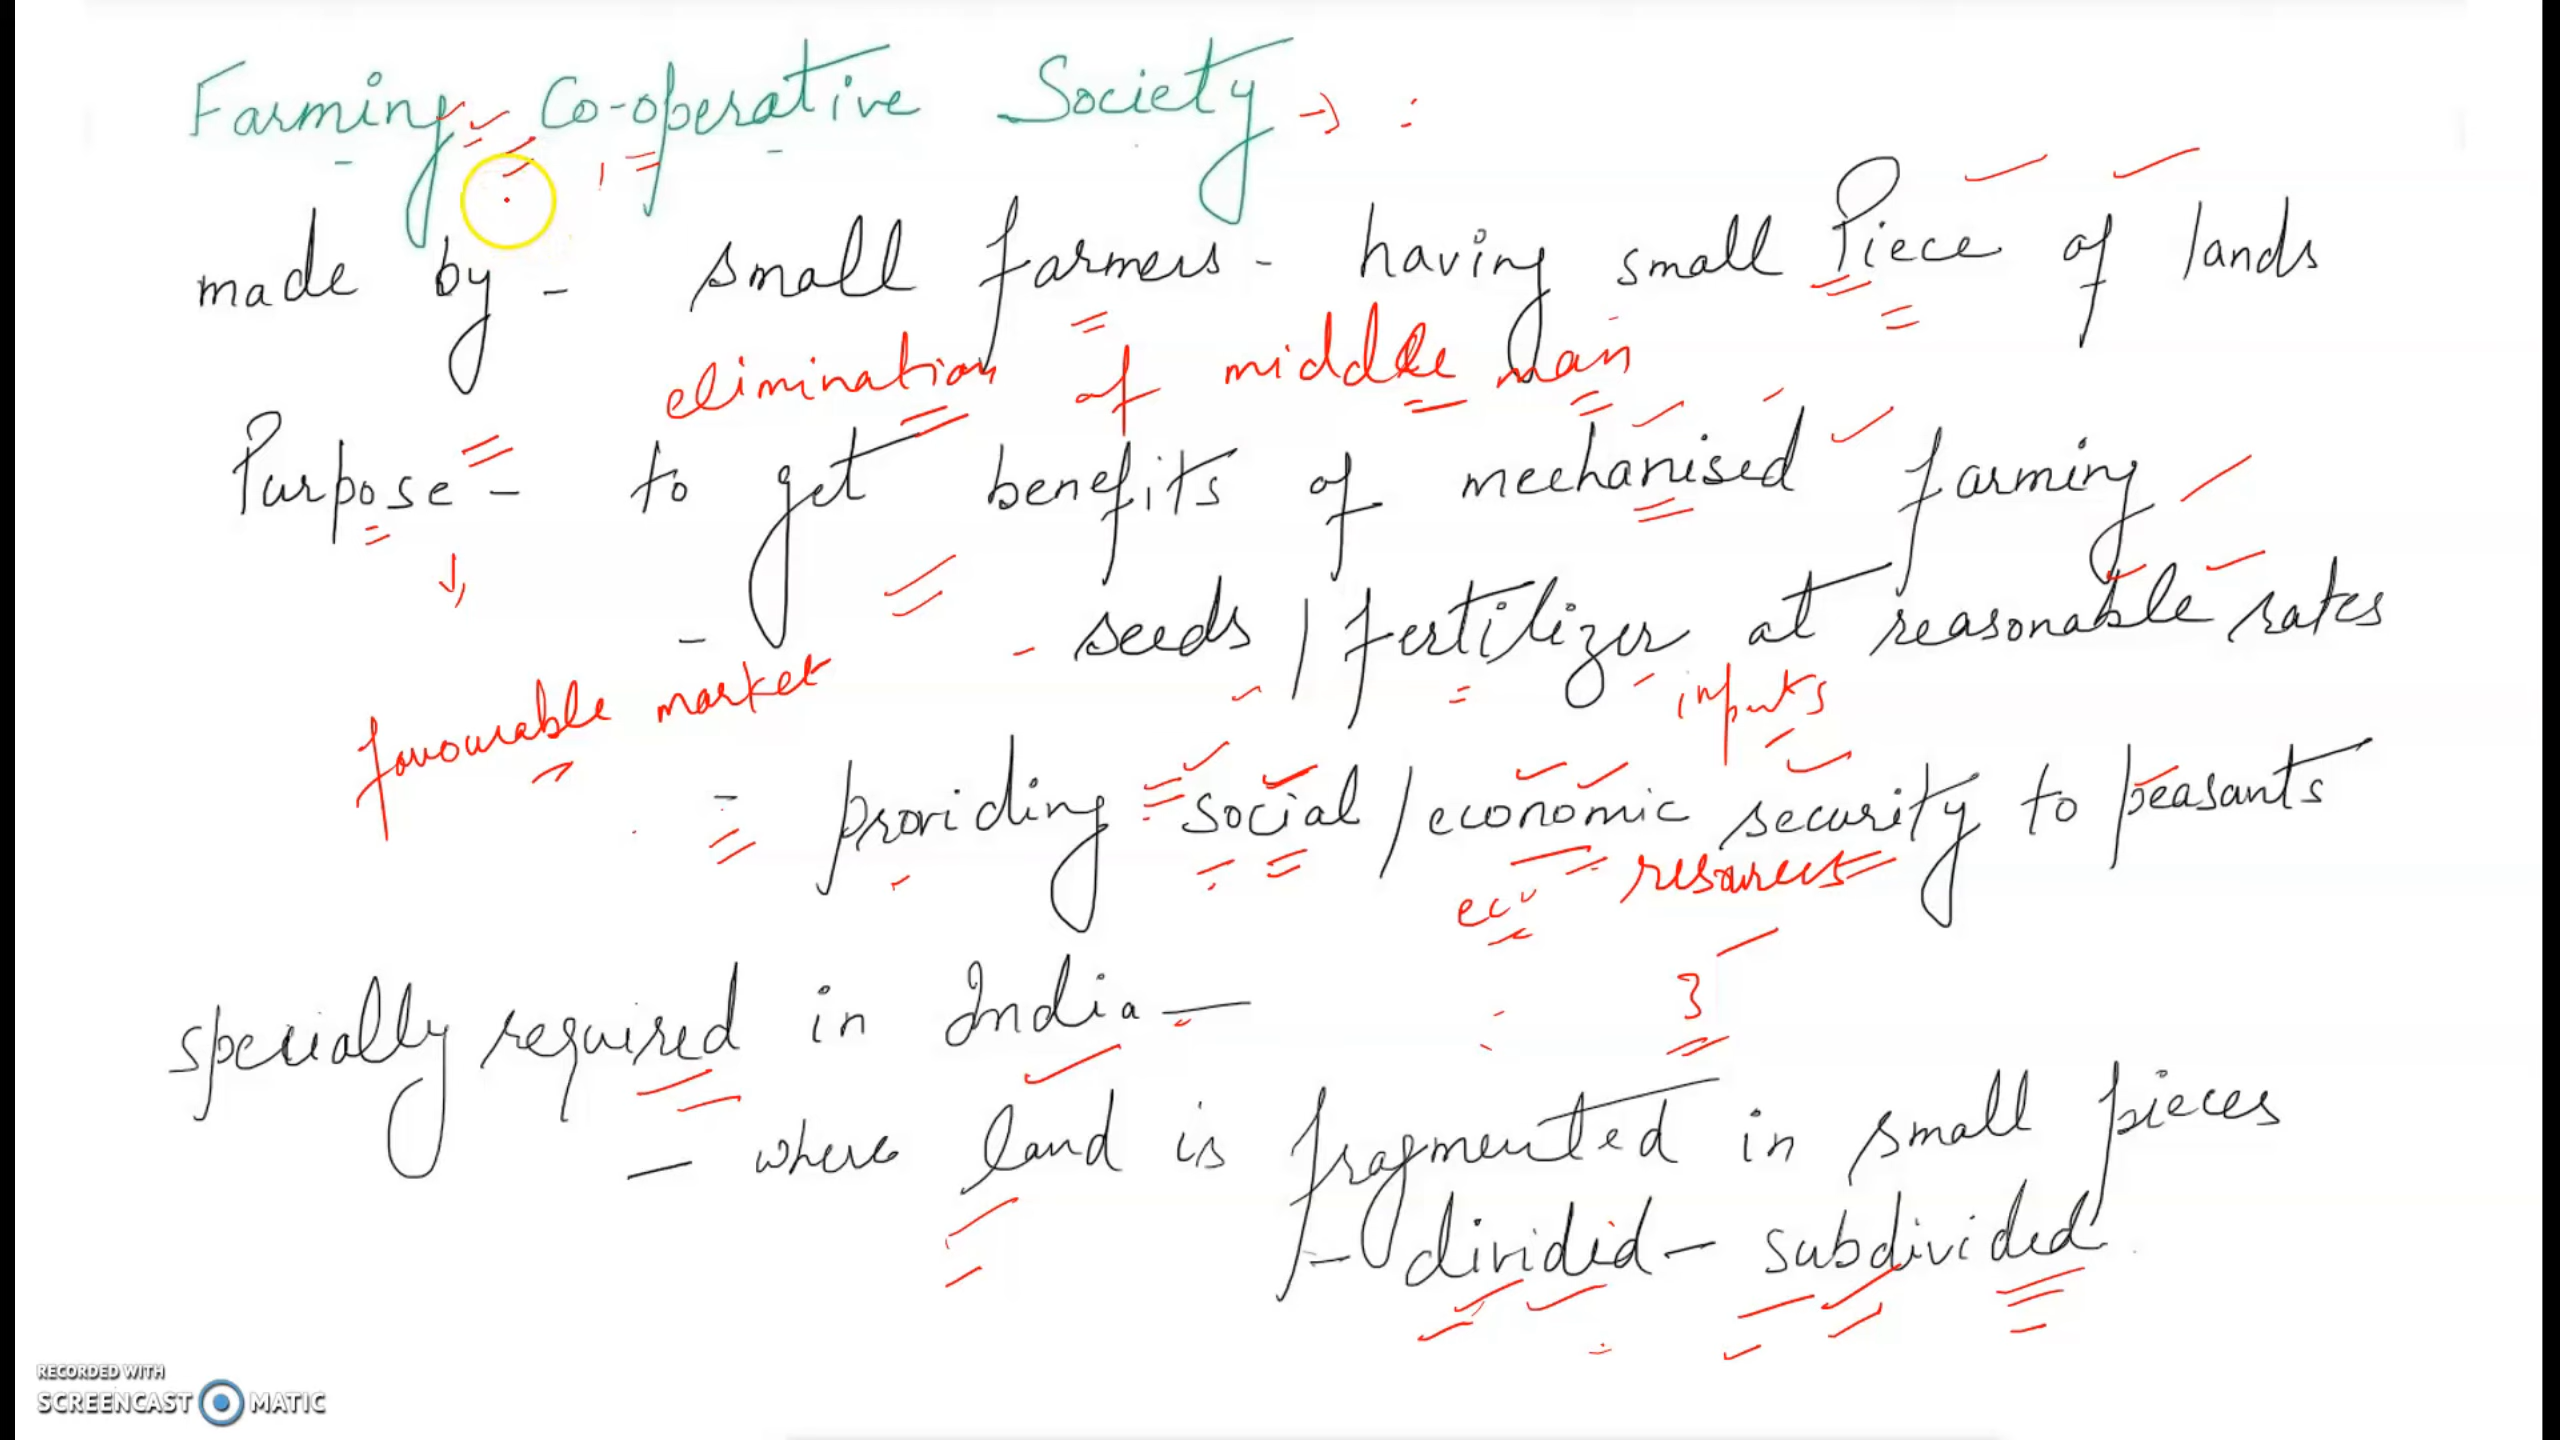 Farming Co-operative Society →
made by - small farmers - having small Piece of lands
elimination of middle man
Purpose - to get benefits of mechanised farming
- - seeds / fertilizer at reasonable rates
inputs
favourable market
- providing social / economic security to peasants
eco resources
3
specially required in India —
— where land is fragmented in small pieces
- divided - subdivided
RECORDED WITH
SCREENCAST MATIC